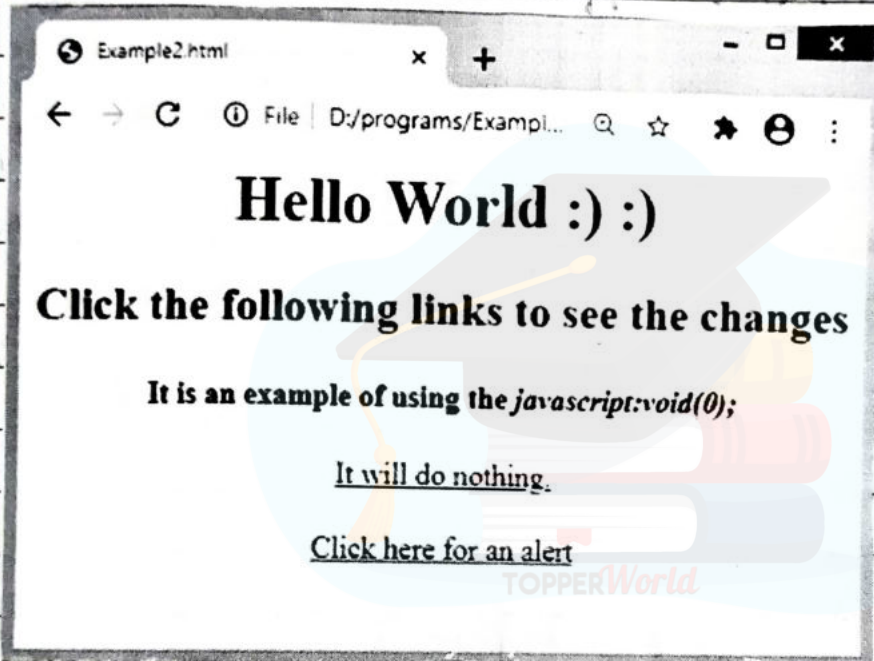 Example2.html
File D:/programs/Exampl...
Hello World :) :)
Click the following links to see the changes
It is an example of using the javascript:void(0);
It will do nothing.
Click here for an alert
TOPPERWorld